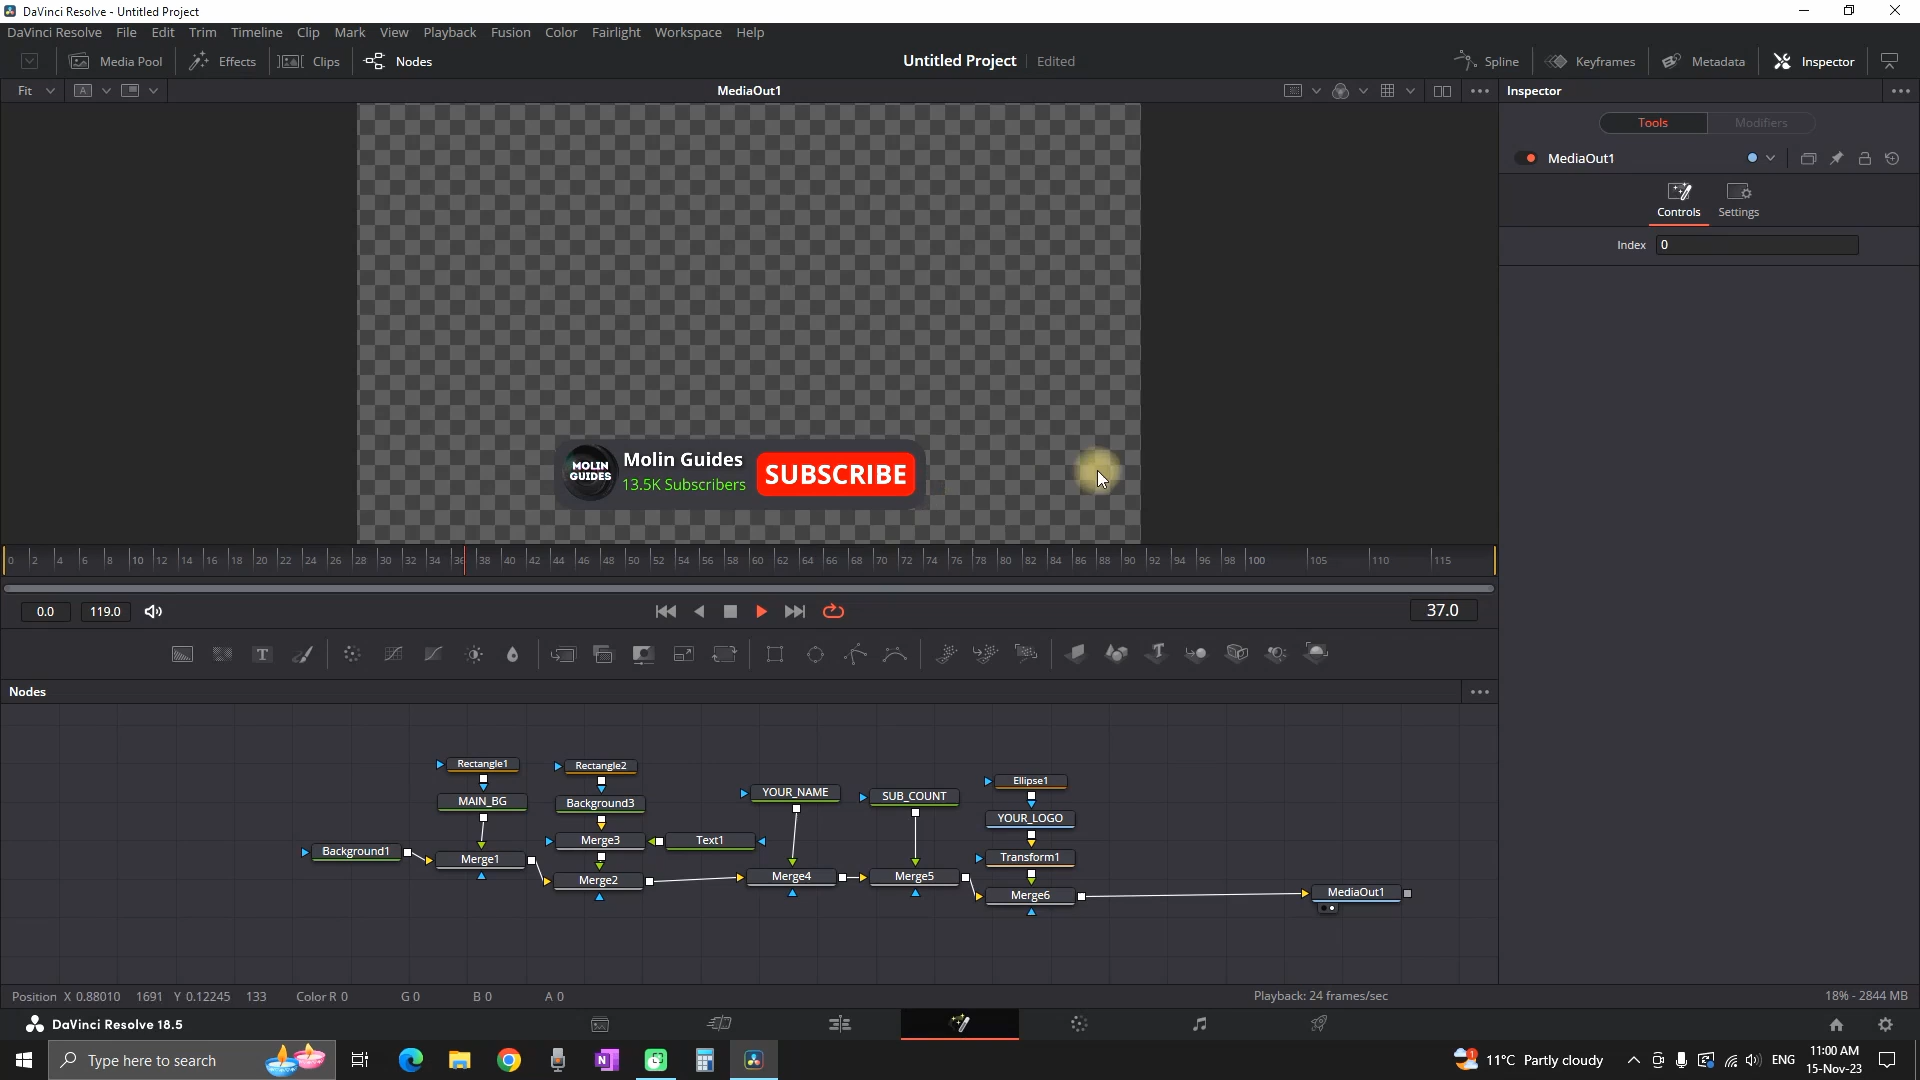 DaVinci Resolve - Untitled Project
DaVinci Resolve File Edit Trim Timeline Clip Mark View Playback Fusion Color Fairlight Workspace Help
Media Pool Effects Clips Nodes Untitled Project Edited Spline Keyframes Metadata Inspector
Fit A MediaOut1 Inspector
Tools Modifiers
MediaOut1
Controls Settings
Index 0
MOLIN GUIDES
Molin Guides
13.5K Subscribers
SUBSCRIBE
0 2 4 6 8 10 12 14 16 18 20 22 24 26 28 30 32 34 36 38 40 42 44 46 48 50 52 54 56 58 60 62 64 66 68 70 72 74 76 78 80 82 84 86 88 90 92 94 96 98 100 105 110 115
0.0 119.0 37.0
T T
Nodes
Rectangle1 Rectangle2
Ellipse1
YOUR_NAME SUB_COUNT
MAIN_BG Background3 YOUR_LOGO
Merge3 Text1
Background1 Merge1 Transform1
Merge2 Merge4 Merge5 Merge6 MediaOut1
Position X 0.88010 1691 Y 0.12245 133 Color R 0 G 0 B 0 A 0 Playback: 24 frames/sec 18% - 2844 MB
DaVinci Resolve 18.5
Type here to search
1 11°C Partly cloudy ENG 11:00 AM
15-Nov-23